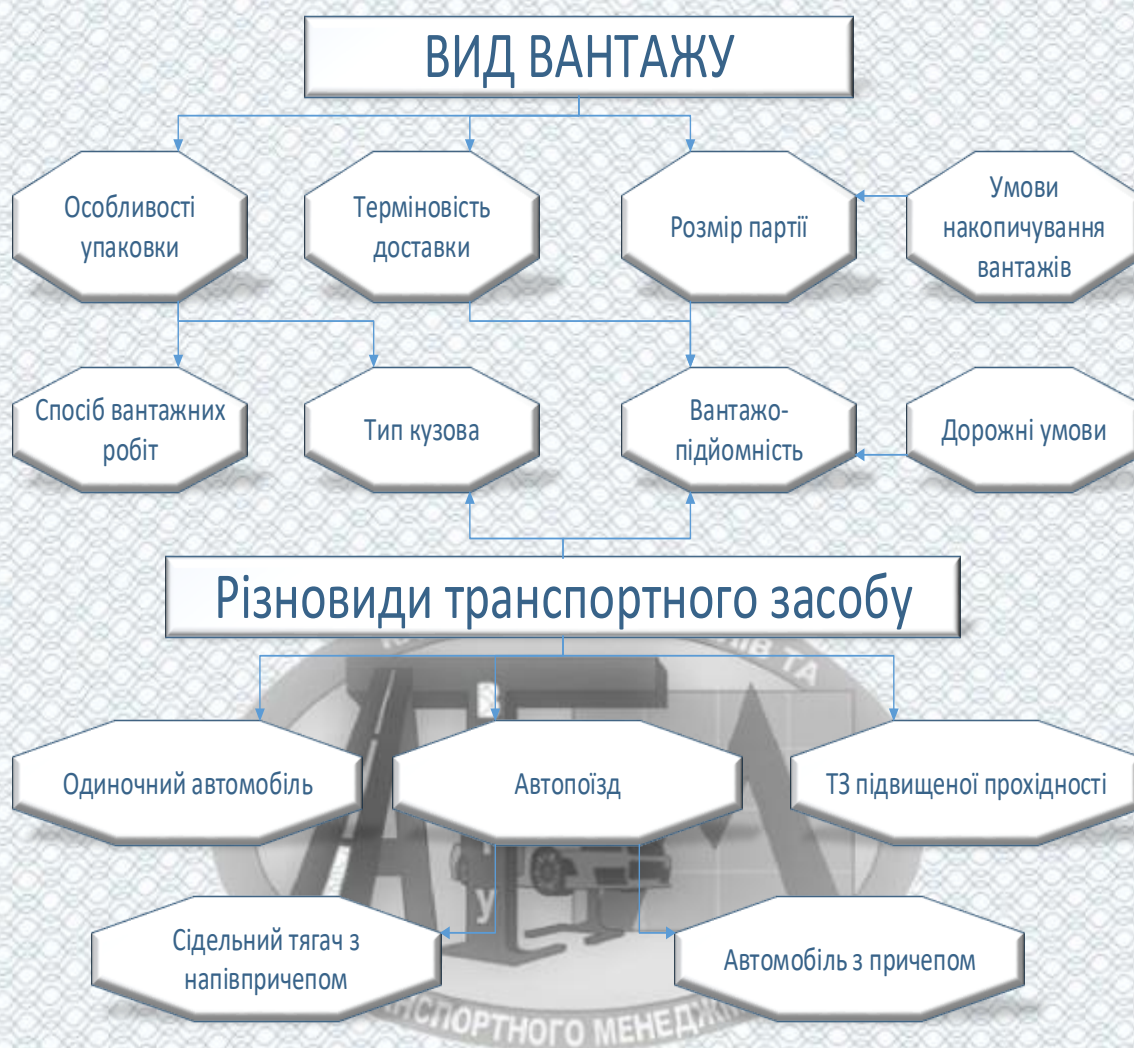 ВИД ВАНТАЖУ
Особливості
упаковки
Терміновість
доставки
Розмір партії
Умови
накопичування
вантажів
Спосіб вантажних
робіт
Тип кузова
Вантажо-
підйомність
Дорожні умови
Різновиди транспортного засобу
Одиночний автомобіль
Автопоїзд
ТЗ підвищеної прохідності
Сідельний тягач з
напівпричепом
Автомобіль з причепом